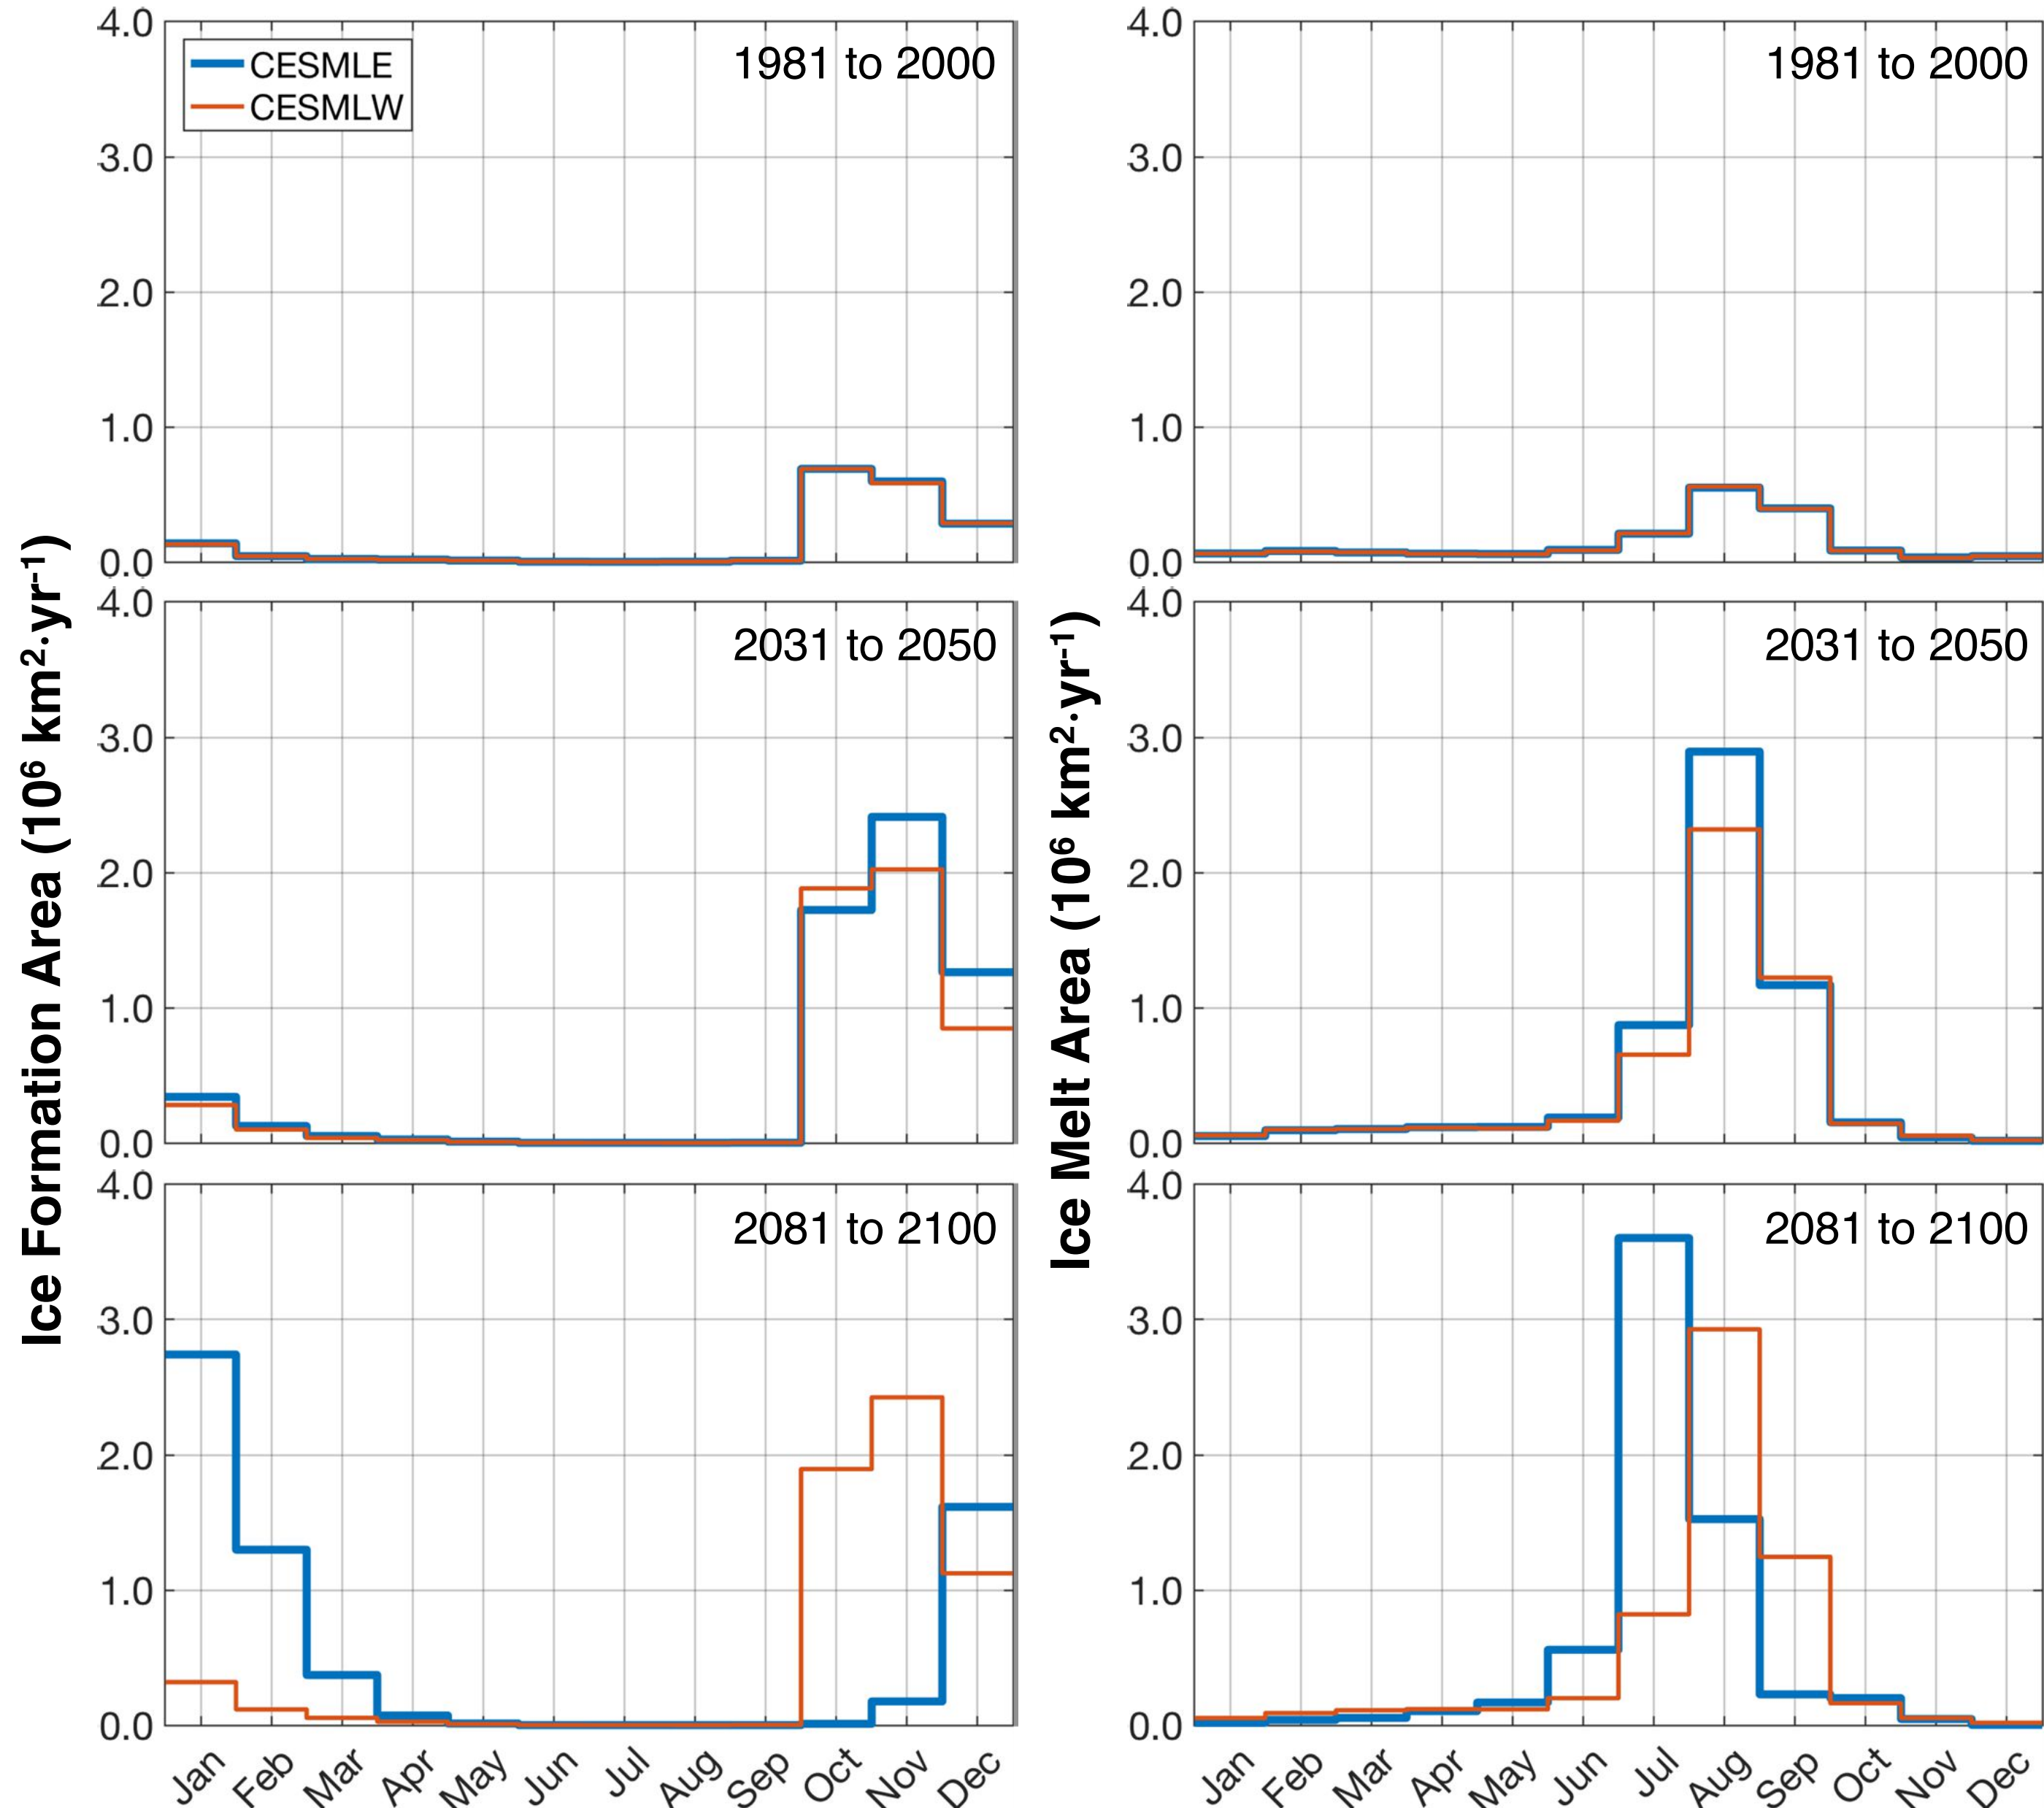 Ice Formation Area (10⁶ km²·yr⁻¹)
4.0
3.0
2.0
1.0
0.0
CESMLE
CESMLW
1981 to 2000
4.0
3.0
2.0
1.0
0.0
2031 to 2050
4.0
3.0
2.0
1.0
0.0
2081 to 2100
Jan Feb Mar Apr May Jun Jul Aug Sep Oct Nov Dec
Ice Melt Area (10⁶ km²·yr⁻¹)
4.0
3.0
2.0
1.0
0.0
1981 to 2000
4.0
3.0
2.0
1.0
0.0
2031 to 2050
4.0
3.0
2.0
1.0
0.0
2081 to 2100
Jan Feb Mar Apr May Jun Jul Aug Sep Oct Nov Dec